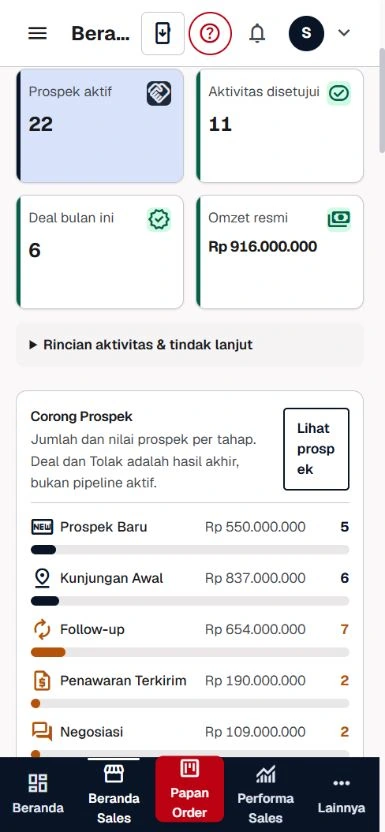 Bera...
S
Prospek aktif
22
Aktivitas disetujui
11
Deal bulan ini
6
Omzet resmi
Rp 916.000.000
Rincian aktivitas & tindak lanjut
Corong Prospek
Jumlah dan nilai prospek per tahap.
Deal dan Tolak adalah hasil akhir,
bukan pipeline aktif.
Lihat
prosp
ek
NEW Prospek Baru Rp 550.000.000 5
Kunjungan Awal Rp 837.000.000 6
Follow-up Rp 654.000.000 7
Penawaran Terkirim Rp 190.000.000 2
Negosiasi Rp 109.000.000 2
Beranda
Beranda
Sales
Papan
Order
Performa
Sales
Lainnya